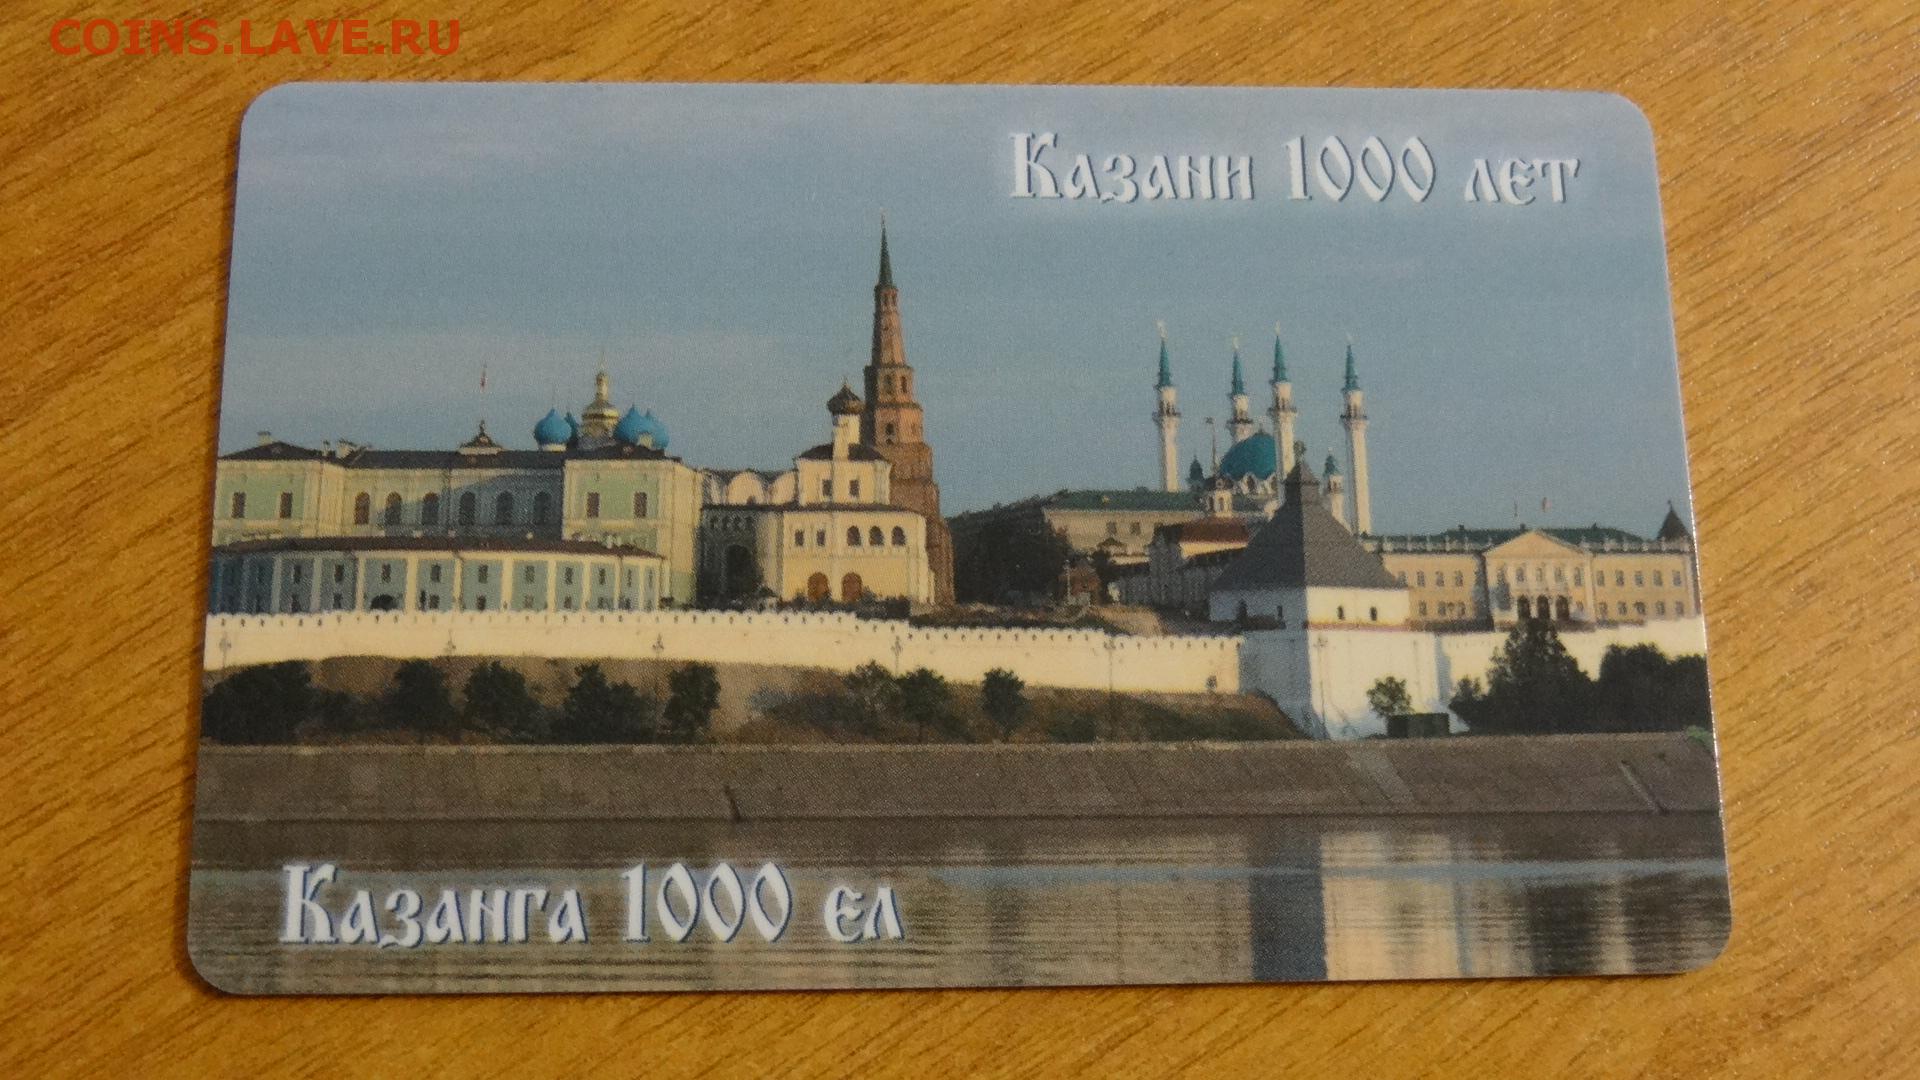 COINS.LAVE.RU
Казани 1000 лет
Казанга 1000 ел